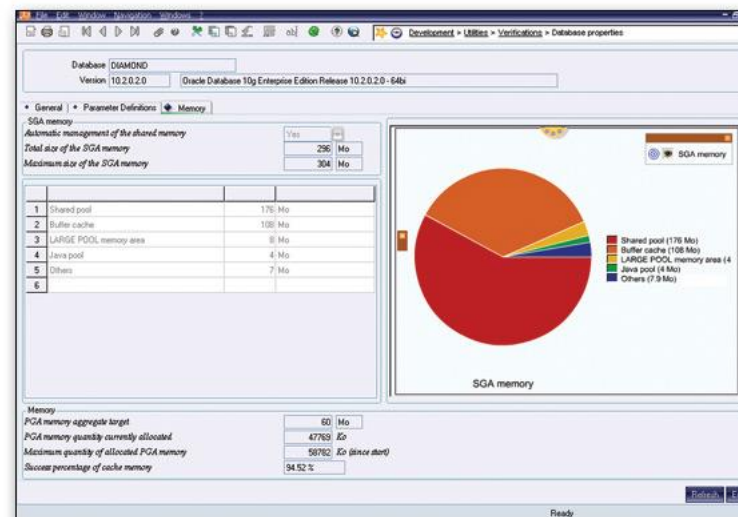 File Edit Window Navigation Windows ?
Development > Utilities > Verifications > Database properties
Database DIAMOND
Version 10.2.0.2.0 Oracle Database 10g Enterprise Edition Release 10.2.0.2.0 - 64bi
General Parameter Definitions Memory
SGA memory
Automatic management of the shared memory Yes
Total size of the SGA memory 296 Mo
Maximum size of the SGA memory 304 Mo
1 Shared pool 176 Mo
2 Buffer cache 108 Mo
3 LARGE POOL memory area 8 Mo
4 Java pool 4 Mo
5 Others 7 Mo
6
SGA memory
Shared pool (176 Mo)
Buffer cache (108 Mo)
LARGE POOL memory area (4
Java pool (4 Mo)
Others (7.9 Mo)
SGA memory
Memory
PGA memory aggregate target 60 Mo
PGA memory quantity currently allocated 47769 Ko
Maximum quantity of allocated PGA memory 58782 Ko (since start)
Success percentage of cache memory 94.52 %
Refresh E
Ready